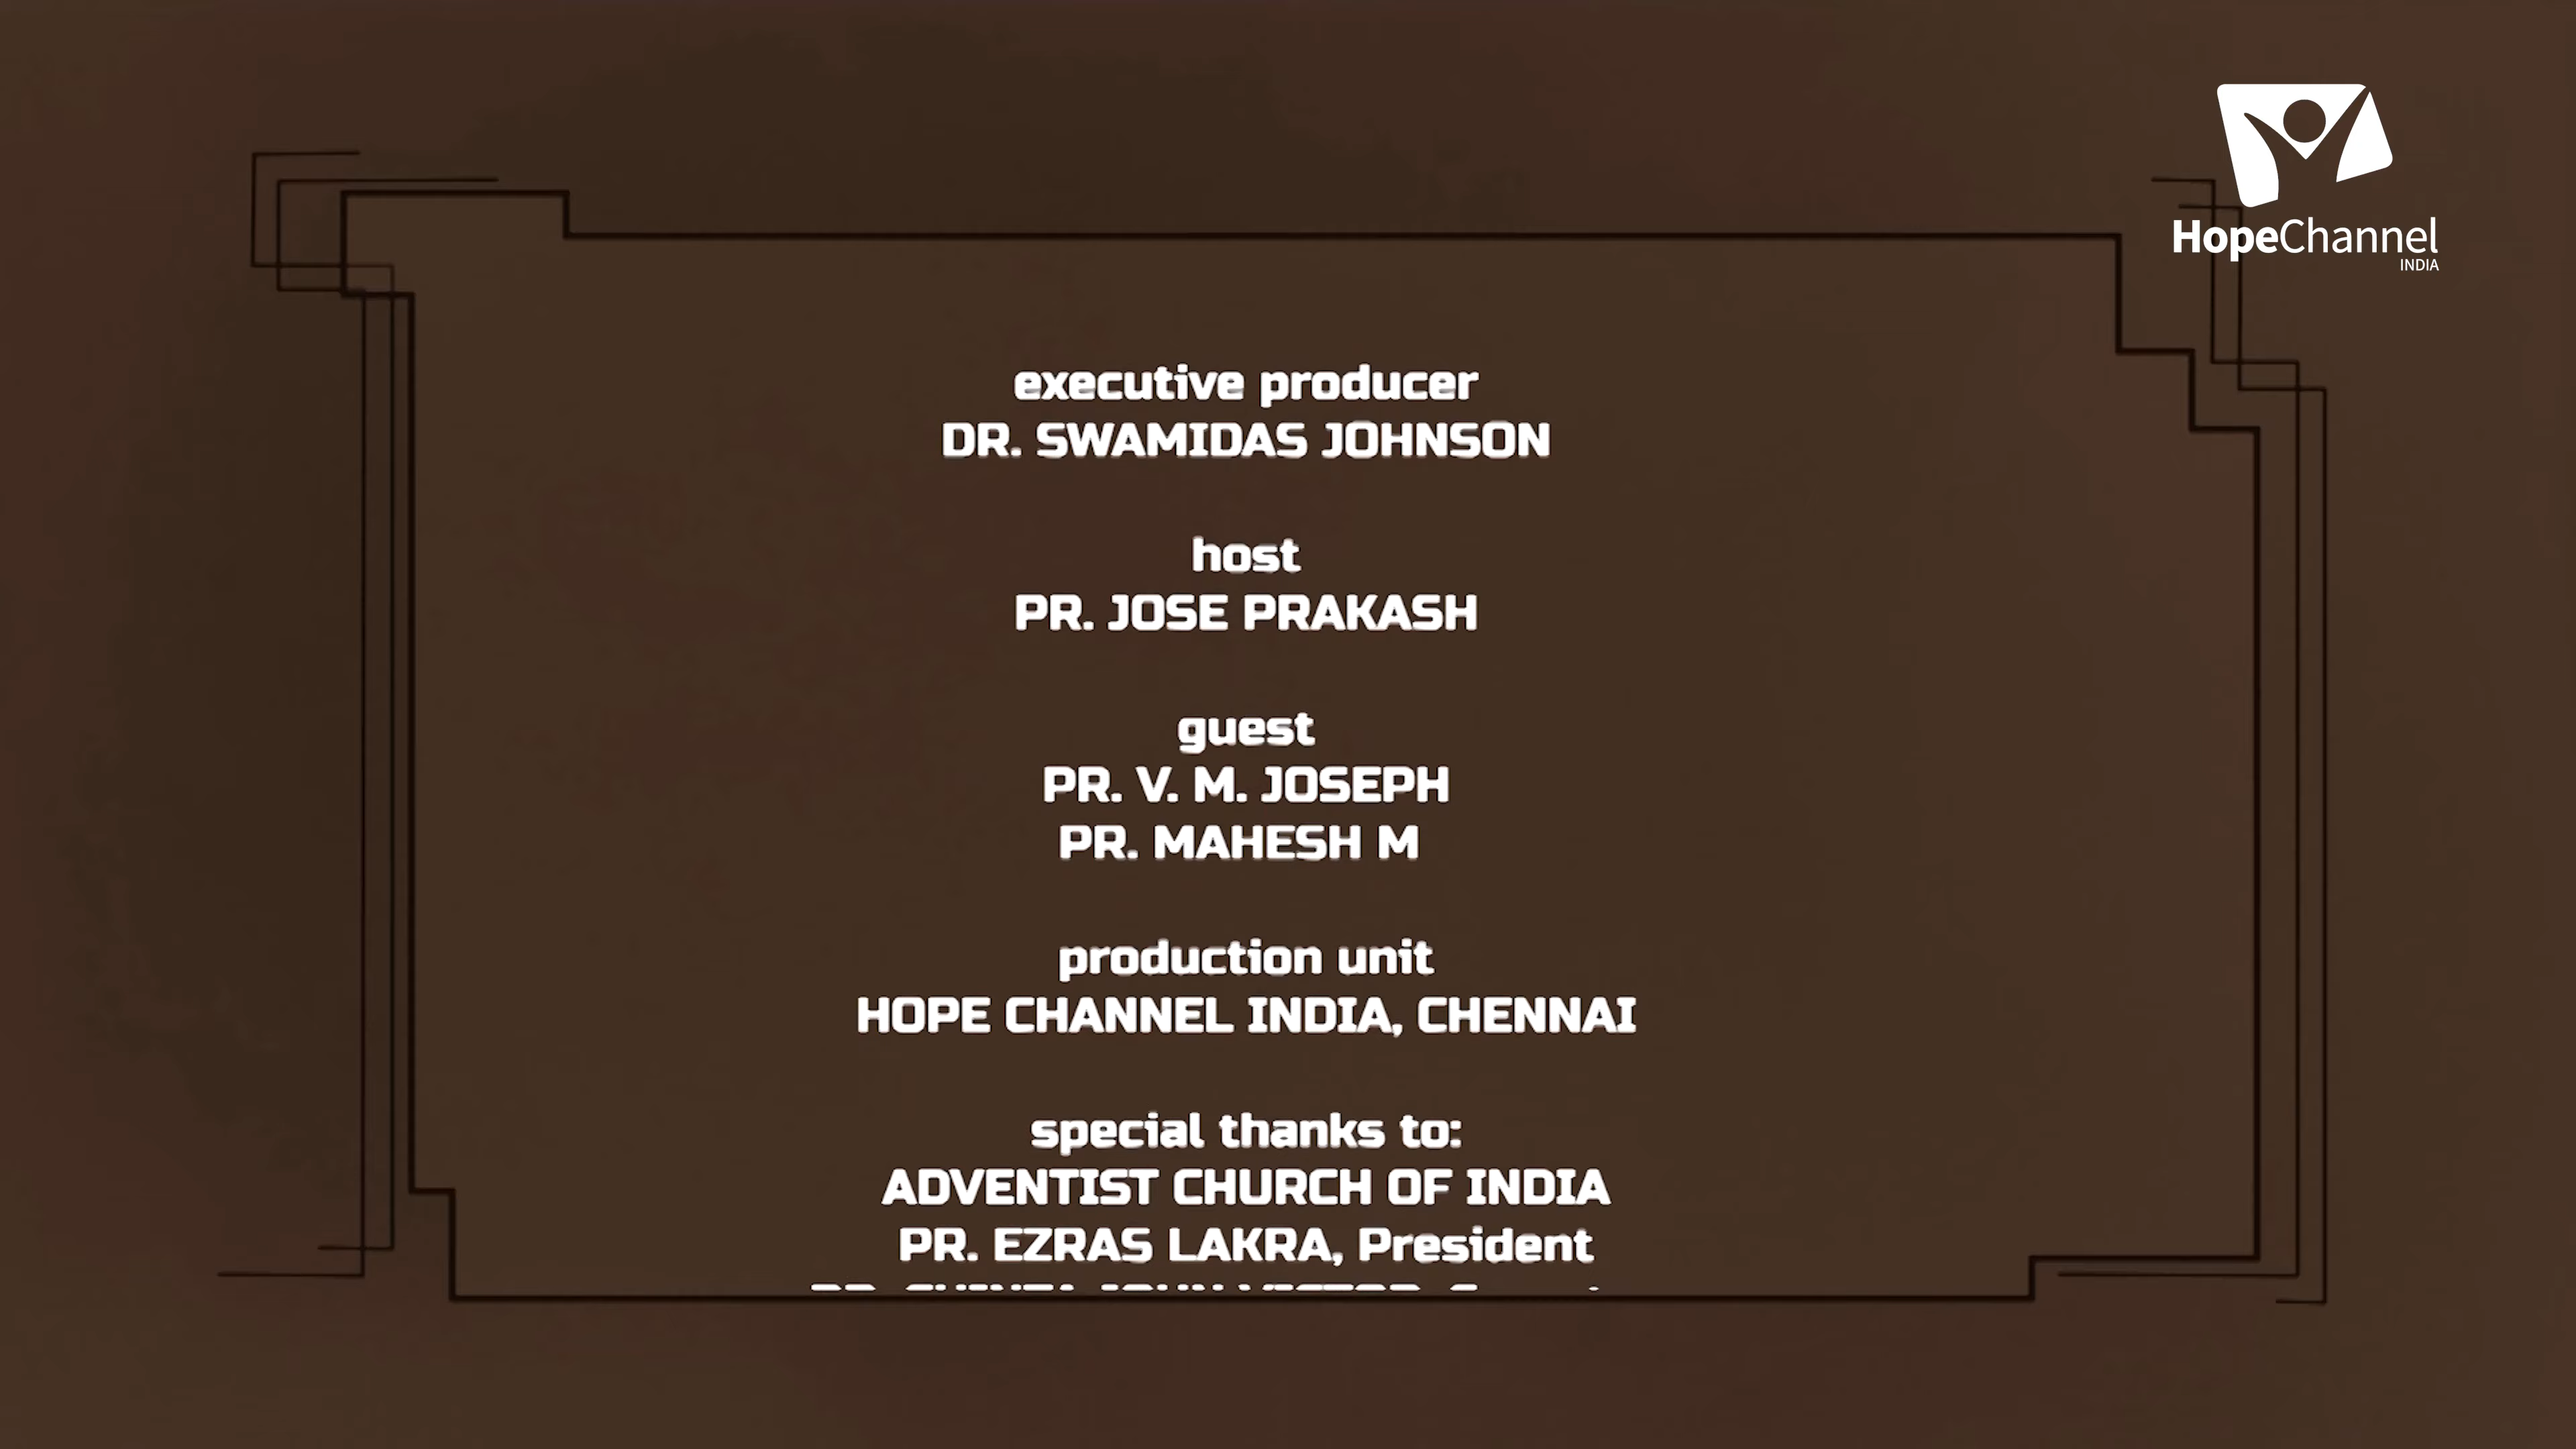 HopeChannel
INDIA
executive producer
DR. SWAMIDAS JOHNSON
host
PR. JOSE PRAKASH
guest
PR. V. M. JOSEPH
PR. MAHESH M
production unit
HOPE CHANNEL INDIA, CHENNAI
special thanks to:
ADVENTIST CHURCH OF INDIA
PR. EZRAS LAKRA, President